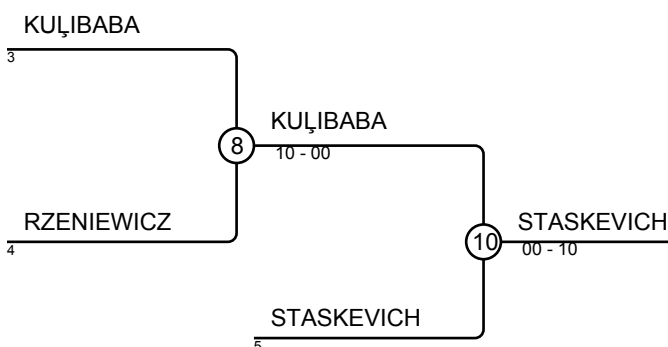 KUĻIBABA
3
8
KUĻIBABA
10 - 00
RZENIEWICZ
4
10
STASKEVICH
00 - 10
STASKEVICH
5